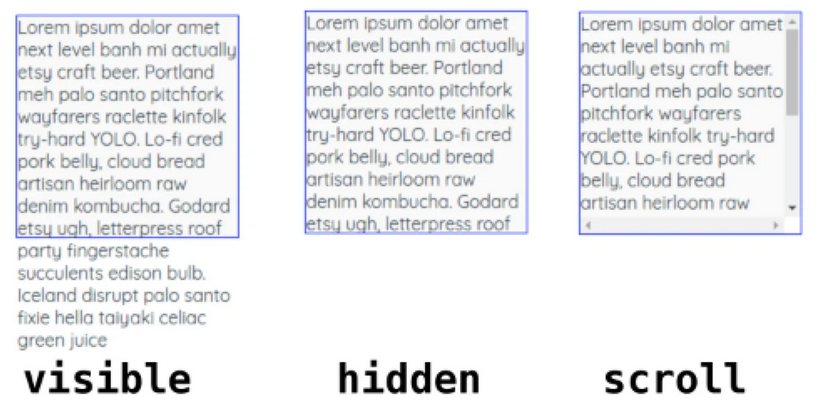 Lorem ipsum dolor amet
next level banh mi actually
etsy craft beer. Portland
meh palo santo pitchfork
wayfarers raclette kinfolk
try-hard YOLO. Lo-fi cred
pork belly, cloud bread
artisan heirloom raw
denim kombucha. Godard
etsy ugh, letterpress roof
party fingerstache
succulents edison bulb.
Iceland disrupt palo santo
fixie hella taiyaki celiac
green juice
visible
Lorem ipsum dolor amet
next level banh mi actually
etsy craft beer. Portland
meh palo santo pitchfork
wayfarers raclette kinfolk
try-hard YOLO. Lo-fi cred
pork belly, cloud bread
artisan heirloom raw
denim kombucha. Godard
etsy ugh, letterpress roof
hidden
Lorem ipsum dolor amet
next level banh mi
actually etsy craft beer.
Portland meh palo santo
pitchfork wayfarers
raclette kinfolk try-hard
YOLO. Lo-fi cred pork
belly, cloud bread
artisan heirloom raw
scroll